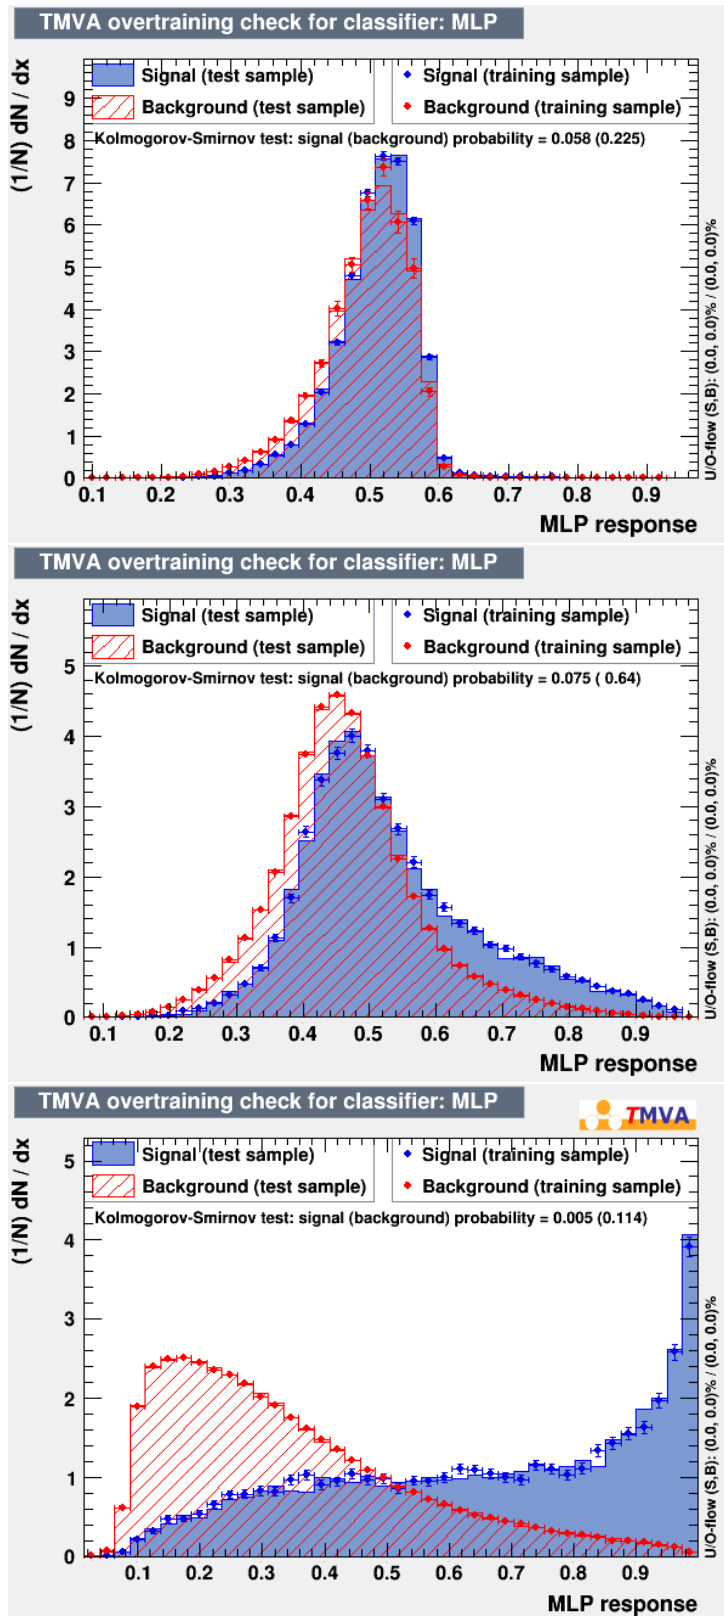 TMVA overtraining check for classifier: MLP
Signal (test sample)
Signal (training sample)
Background (test sample)
Background (training sample)
Kolmogorov-Smirnov test: signal (background) probability = 0.058 (0.225)
(1/N) dN / dx
9
8
7
6
5
4
3
2
1
0
0.1 0.2 0.3 0.4 0.5 0.6 0.7 0.8 0.9
MLP response
U/O-flow (S,B): (0.0, 0.0)% / (0.0, 0.0)%
TMVA overtraining check for classifier: MLP
Signal (test sample)
Signal (training sample)
Background (test sample)
Background (training sample)
Kolmogorov-Smirnov test: signal (background) probability = 0.075 ( 0.64)
(1/N) dN / dx
5
4
3
2
1
0
0.1 0.2 0.3 0.4 0.5 0.6 0.7 0.8 0.9
MLP response
U/O-flow (S,B): (0.0, 0.0)% / (0.0, 0.0)%
TMVA overtraining check for classifier: MLP
TMVA
Signal (test sample)
Signal (training sample)
Background (test sample)
Background (training sample)
Kolmogorov-Smirnov test: signal (background) probability = 0.005 (0.114)
(1/N) dN / dx
5
4
3
2
1
0
0.1 0.2 0.3 0.4 0.5 0.6 0.7 0.8 0.9
MLP response
U/O-flow (S,B): (0.0, 0.0)% / (0.0, 0.0)%